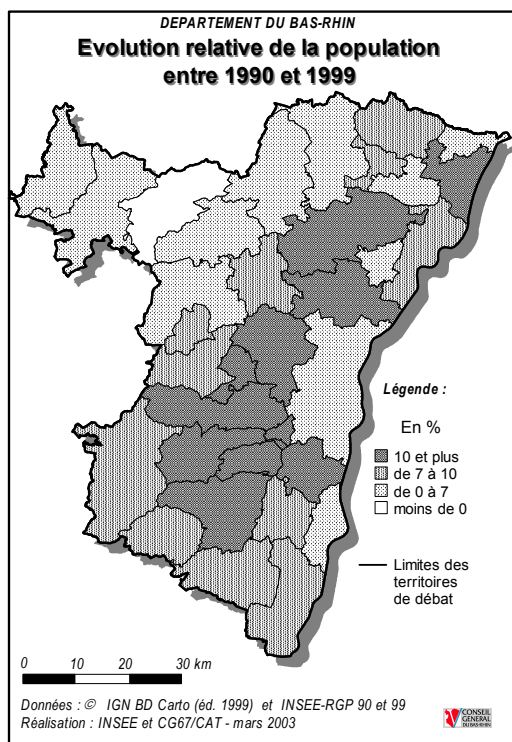 DEPARTEMENT DU BAS-RHIN
Evolution relative de la population
entre 1990 et 1999
Légende :
En %
10 et plus
de 7 à 10
de 0 à 7
moins de 0
Limites des
territoires
de débat
0 10 20 30 km
Données : © IGN BD Carto (éd. 1999) et INSEE-RGP 90 et 99
Réalisation : INSEE et CG67/CAT - mars 2003
CONSEIL
GENERAL
DU BAS-RHIN